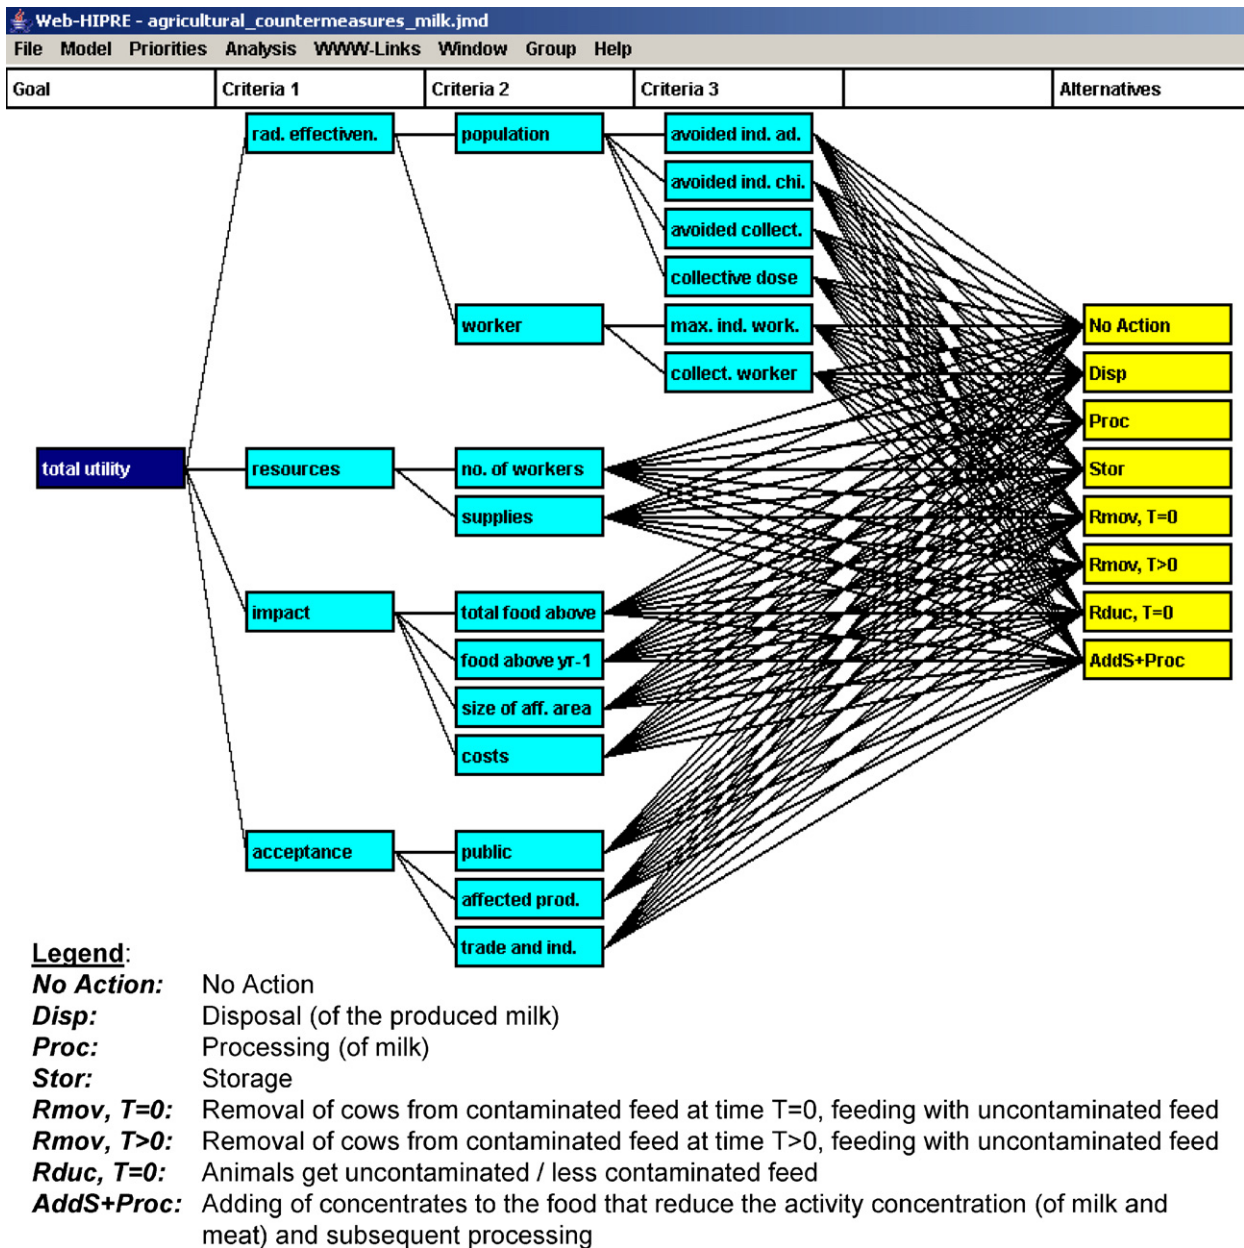 Web-HIPRE - agricultural_countermeasures_milk.jmd
File Model Priorities Analysis WWW-Links Window Group Help
Goal Criteria 1 Criteria 2 Criteria 3 Alternatives
rad. effectiven. population avoided ind. ad.
avoided ind. chi.
avoided collect.
collective dose
worker max. ind. work. No Action
collect. worker Disp
Proc
total utility resources no. of workers Stor
supplies Rmov, T=0
Rmov, T>0
impact total food above Rduc, T=0
food above yr-1 AddS+Proc
size of aff. area
costs
acceptance public
affected prod.
trade and ind.
Legend:
No Action: No Action
Disp: Disposal (of the produced milk)
Proc: Processing (of milk)
Stor: Storage
Rmov, T=0: Removal of cows from contaminated feed at time T=0, feeding with uncontaminated feed
Rmov, T>0: Removal of cows from contaminated feed at time T>0, feeding with uncontaminated feed
Rduc, T=0: Animals get uncontaminated / less contaminated feed
AddS+Proc: Adding of concentrates to the food that reduce the activity concentration (of milk and
meat) and subsequent processing